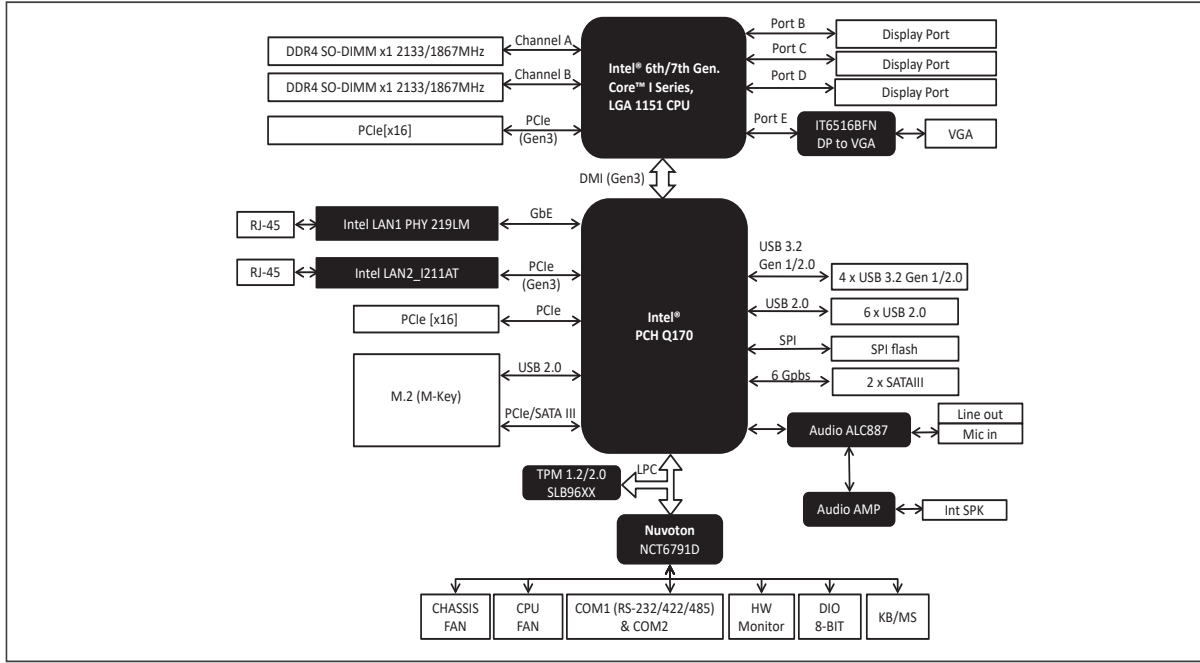 Channel A
DDR4 SO-DIMM x1 2133/1867MHz
Channel B
DDR4 SO-DIMM x1 2133/1867MHz
PCIe[x16]
PCIe
(Gen3)
Intel® 6th/7th Gen.
Core™ I Series,
LGA 1151 CPU
Port B
Display Port
Port C
Display Port
Port D
Display Port
Port E
IT6516BFN
DP to VGA
VGA
DMI (Gen3)
RJ-45
Intel LAN1 PHY 219LM
GbE
RJ-45
Intel LAN2_I211AT
PCIe
(Gen3)
PCIe [x16]
PCIe
M.2 (M-Key)
USB 2.0
PCIe/SATA III
Intel®
PCH Q170
USB 3.2
Gen 1/2.0
4 x USB 3.2 Gen 1/2.0
USB 2.0
6 x USB 2.0
SPI
SPI flash
6 Gpbs
2 x SATAIII
Audio ALC887
Line out
Mic in
Audio AMP
Int SPK
TPM 1.2/2.0
SLB96XX
LPC
Nuvoton
NCT6791D
CHASSIS
FAN
CPU
FAN
COM1 (RS-232/422/485)
& COM2
HW
Monitor
DIO
8-BIT
KB/MS